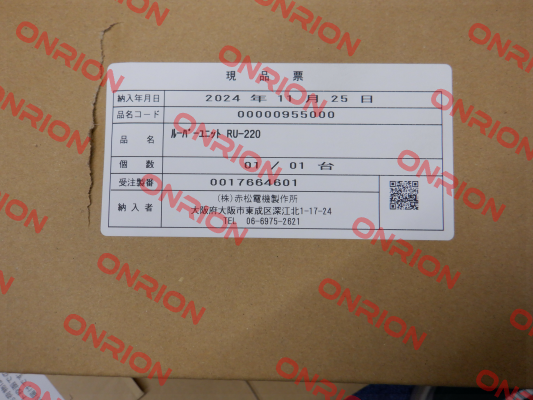 現品票
納入年月日 2024 年 11 月 25 日
品名コード 00000955000
品名 ﾙｰﾊﾞｰﾕﾆｯﾄ RU-220
個数 01 / 01 台
受注製番 0017664601
納入者 (株)赤松電機製作所
大阪府大阪市東成区深江北1-17-24
TEL 06-6975-2621
ONRION
ONRION
ONRION
ONRION
ONRION
ONRION
ONRION
ONRION
ONRION
ONRION
ONRION
ONRION